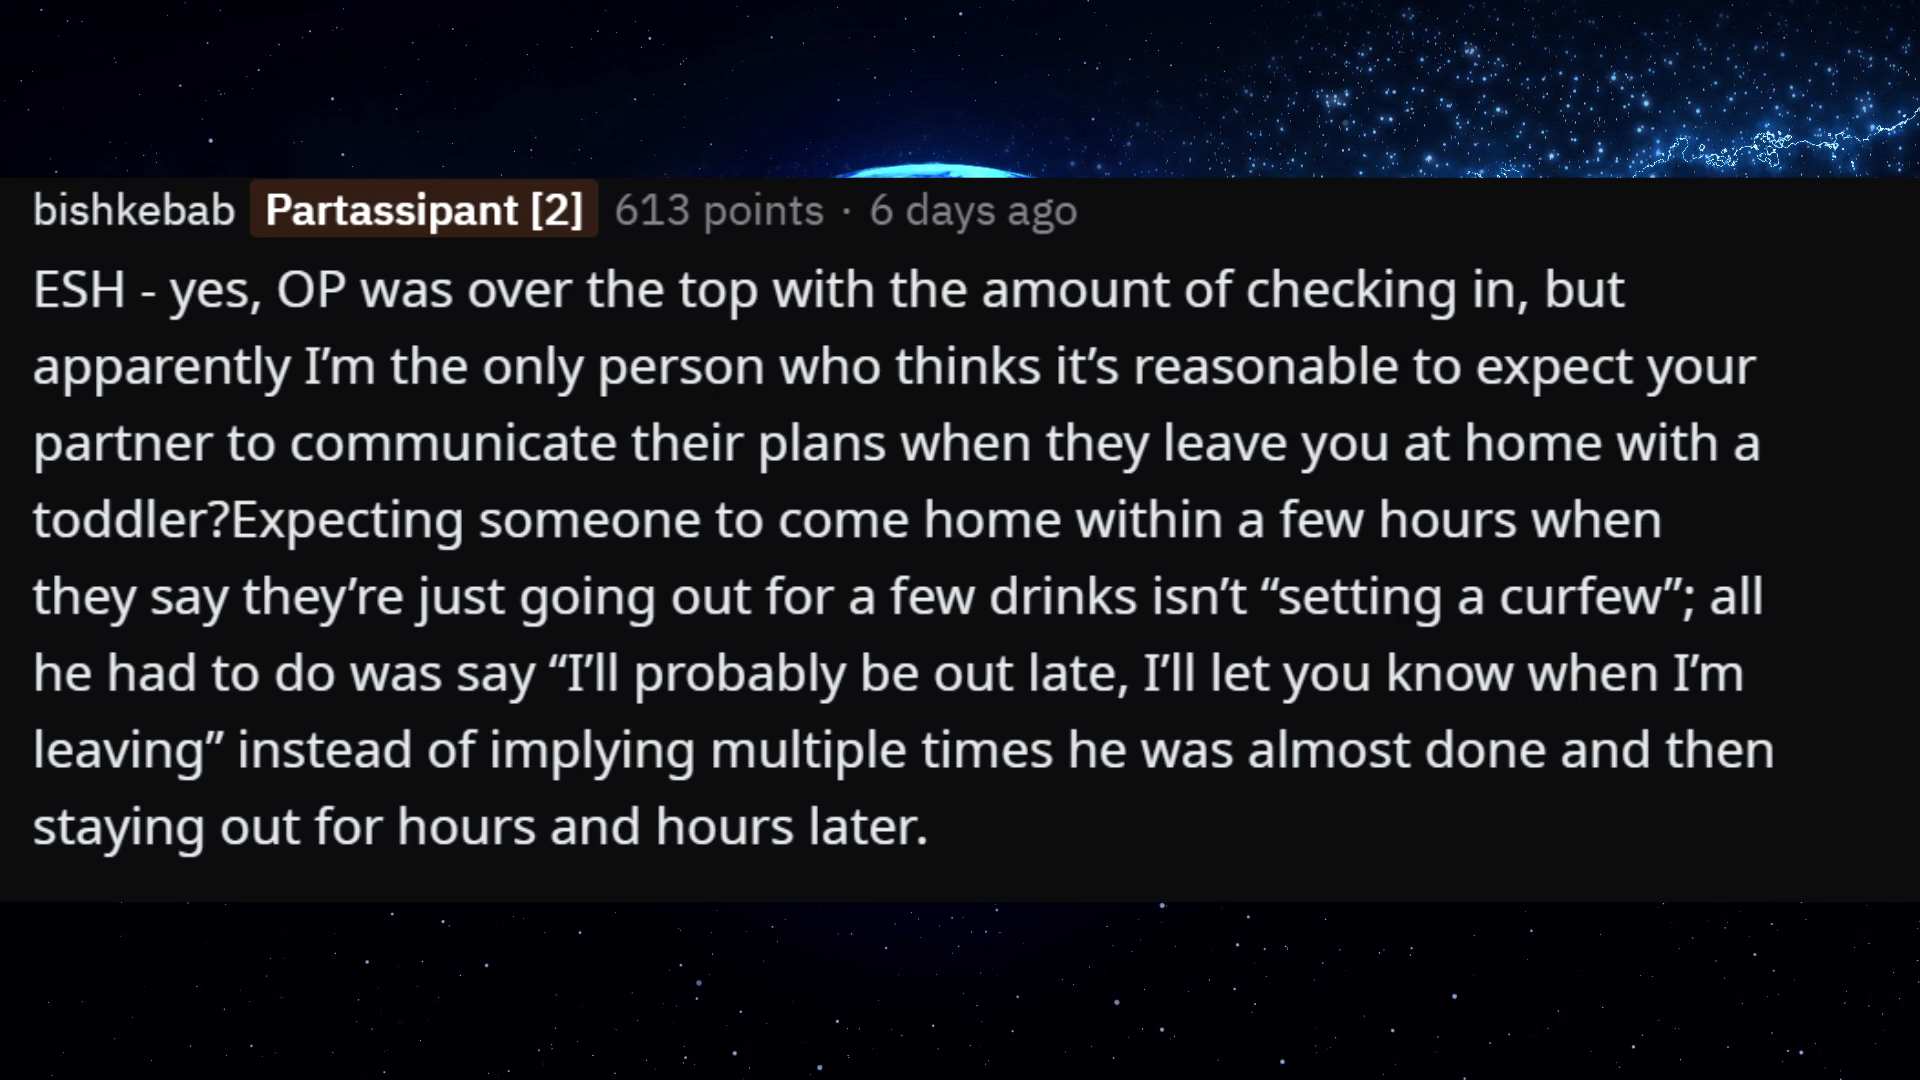 bishkebab Partassipant [2] 613 points · 6 days ago
ESH - yes, OP was over the top with the amount of checking in, but
apparently I’m the only person who thinks it’s reasonable to expect your
partner to communicate their plans when they leave you at home with a
toddler?Expecting someone to come home within a few hours when
they say they’re just going out for a few drinks isn’t “setting a curfew”; all
he had to do was say “I’ll probably be out late, I’ll let you know when I’m
leaving” instead of implying multiple times he was almost done and then
staying out for hours and hours later.